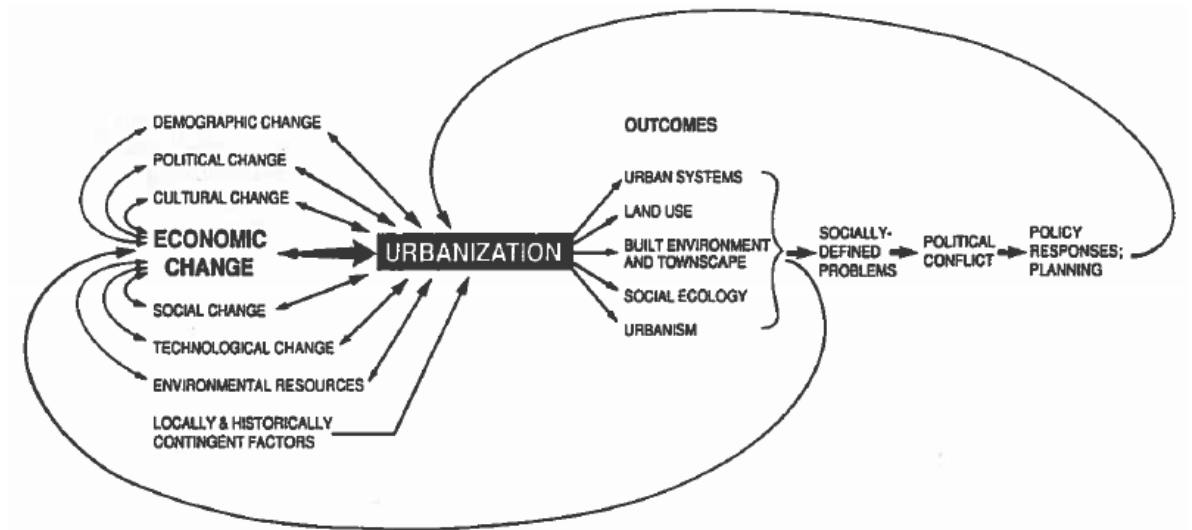 DEMOGRAPHIC CHANGE
POLITICAL CHANGE
CULTURAL CHANGE
ECONOMIC
CHANGE
SOCIAL CHANGE
TECHNOLOGICAL CHANGE
ENVIRONMENTAL RESOURCES
LOCALLY & HISTORICALLY
CONTINGENT FACTORS
URBANIZATION
OUTCOMES
URBAN SYSTEMS
LAND USE
BUILT ENVIRONMENT
AND TOWNSCAPE
SOCIAL ECOLOGY
URBANISM
SOCIALLY-
DEFINED
PROBLEMS
POLITICAL
CONFLICT
POLICY
RESPONSES;
PLANNING